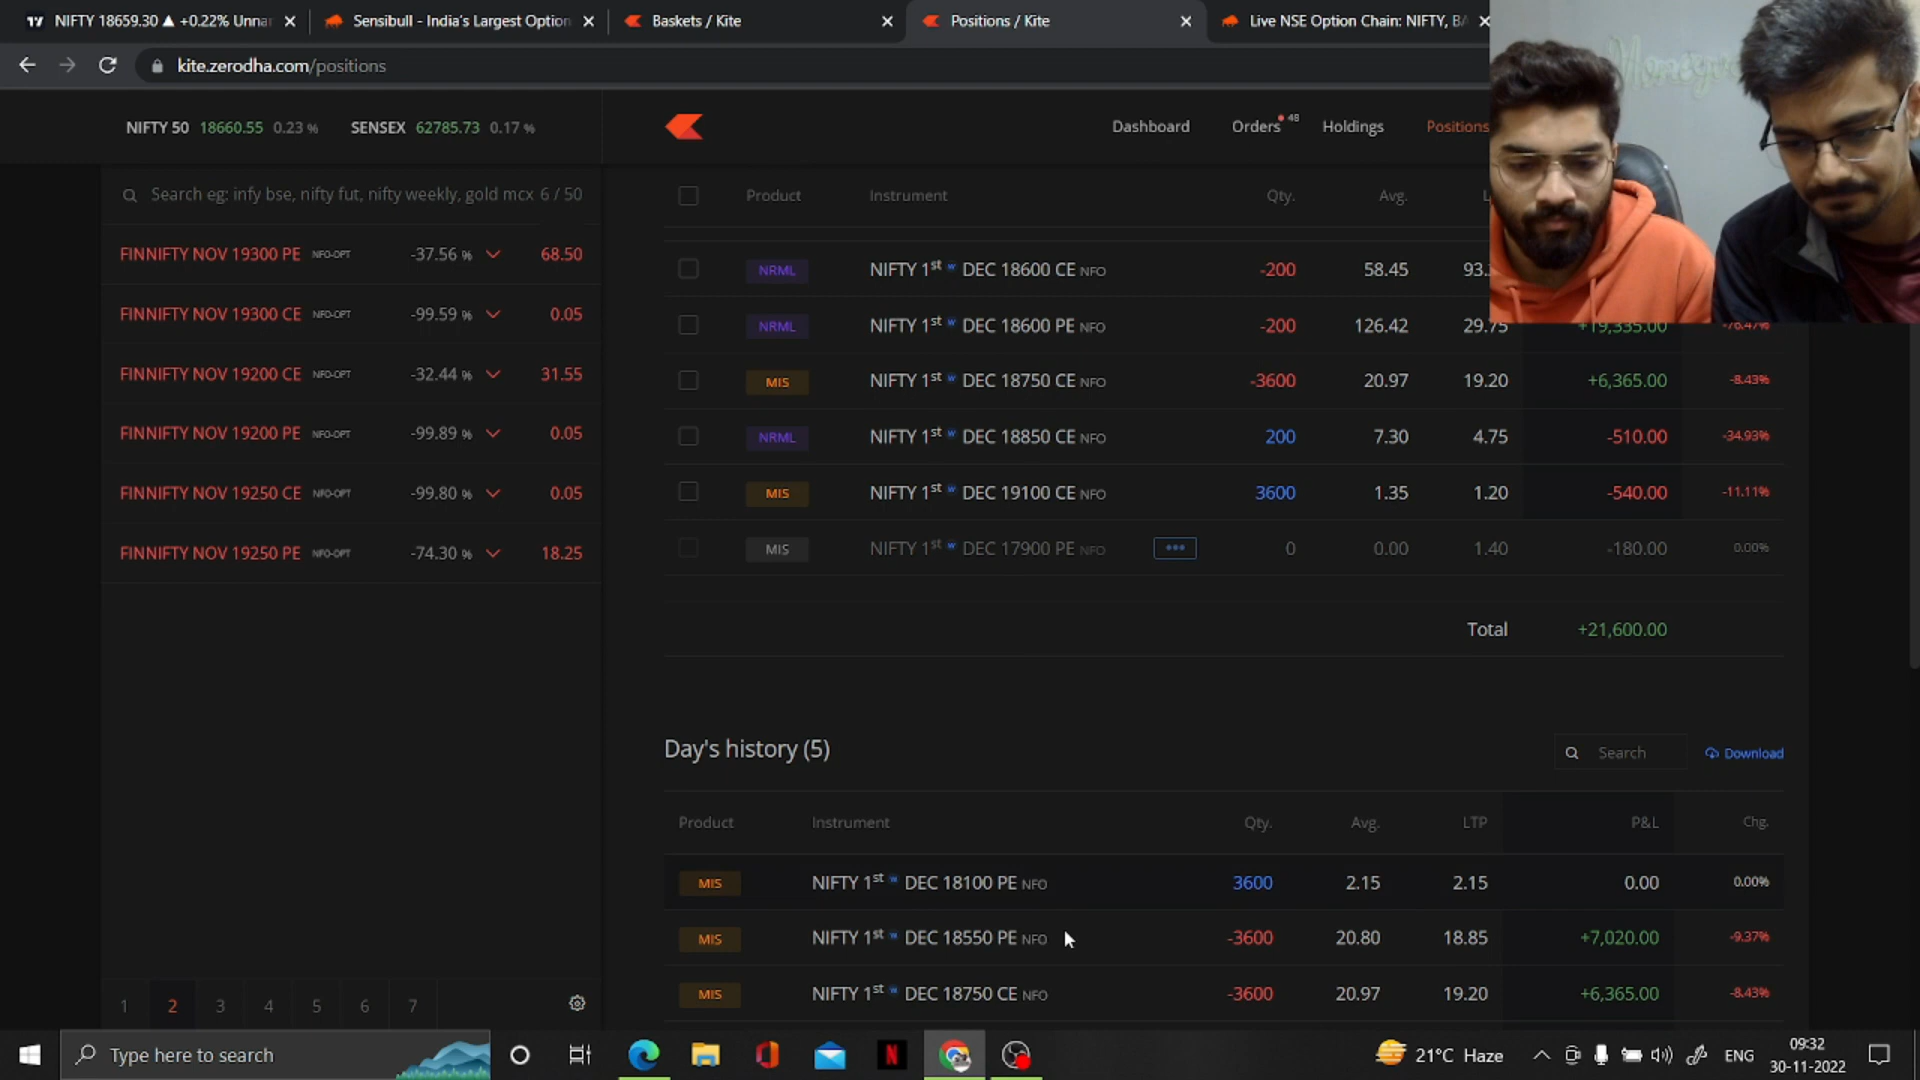 NIFTY 18659.30 ▲ +0.22% Unnar
Sensibull - India's Largest Option
Baskets / Kite
Positions / Kite
Live NSE Option Chain: NIFTY, BA
kite.zerodha.com/positions
NIFTY 50 18660.55 0.23 % SENSEX 62785.73 0.17 %
Dashboard Orders 48 Holdings Positions
Search eg: infy bse, nifty fut, nifty weekly, gold mcx 6 / 50
FINNIFTY NOV 19300 PE NFO-OPT -37.56 % 68.50
FINNIFTY NOV 19300 CE NFO-OPT -99.59 % 0.05
FINNIFTY NOV 19200 CE NFO-OPT -32.44 % 31.55
FINNIFTY NOV 19200 PE NFO-OPT -99.89 % 0.05
FINNIFTY NOV 19250 CE NFO-OPT -99.80 % 0.05
FINNIFTY NOV 19250 PE NFO-OPT -74.30 % 18.25
1 2 3 4 5 6 7
Product Instrument Qty. Avg. L
NRML NIFTY 1st w DEC 18600 CE NFO -200 58.45 93.
NRML NIFTY 1st w DEC 18600 PE NFO -200 126.42 29.75 +19,335.00 -76.47%
MIS NIFTY 1st w DEC 18750 CE NFO -3600 20.97 19.20 +6,365.00 -8.43%
NRML NIFTY 1st w DEC 18850 CE NFO 200 7.30 4.75 -510.00 -34.93%
MIS NIFTY 1st w DEC 19100 CE NFO 3600 1.35 1.20 -540.00 -11.11%
MIS NIFTY 1st w DEC 17900 PE NFO ••• 0 0.00 1.40 -180.00 0.00%
Total +21,600.00
Day's history (5)
Search Download
Product Instrument Qty. Avg. LTP P&L Chg.
MIS NIFTY 1st w DEC 18100 PE NFO 3600 2.15 2.15 0.00 0.00%
MIS NIFTY 1st w DEC 18550 PE NFO -3600 20.80 18.85 +7,020.00 -9.37%
MIS NIFTY 1st w DEC 18750 CE NFO -3600 20.97 19.20 +6,365.00 -8.43%
Type here to search
21°C Haze
ENG
09:32
30-11-2022